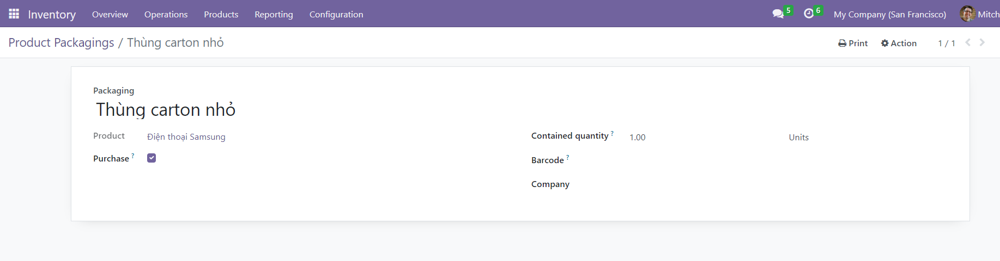 Inventory Overview Operations Products Reporting Configuration 5 6 My Company (San Francisco) Mitch
Product Packagings / Thùng carton nhỏ Print Action 1 / 1
Packaging
Thùng carton nhỏ
Product Điện thoại Samsung Contained quantity ? 1.00 Units
Purchase ? Barcode ?
Company